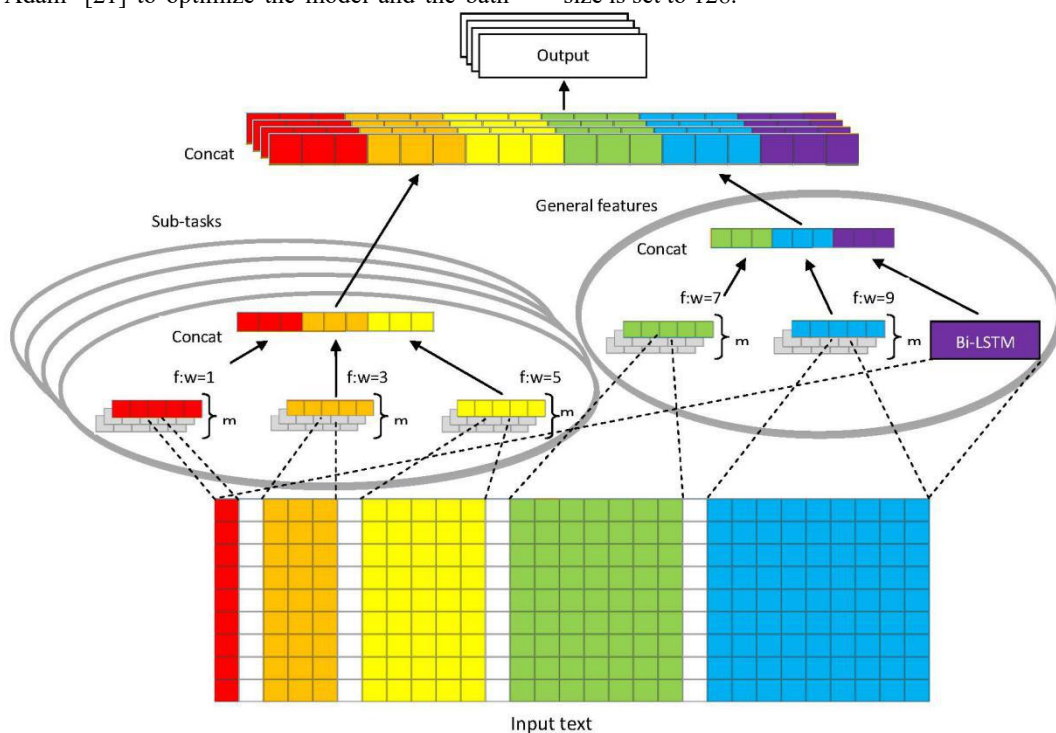 Adam [21] to optimize the model and the bath size is set to 128.
Output
Concat
Sub-tasks
General features
Concat
f:w=7
f:w=9
m
m
Bi-LSTM
Concat
f:w=1
f:w=3
f:w=5
m
m
m
Input text